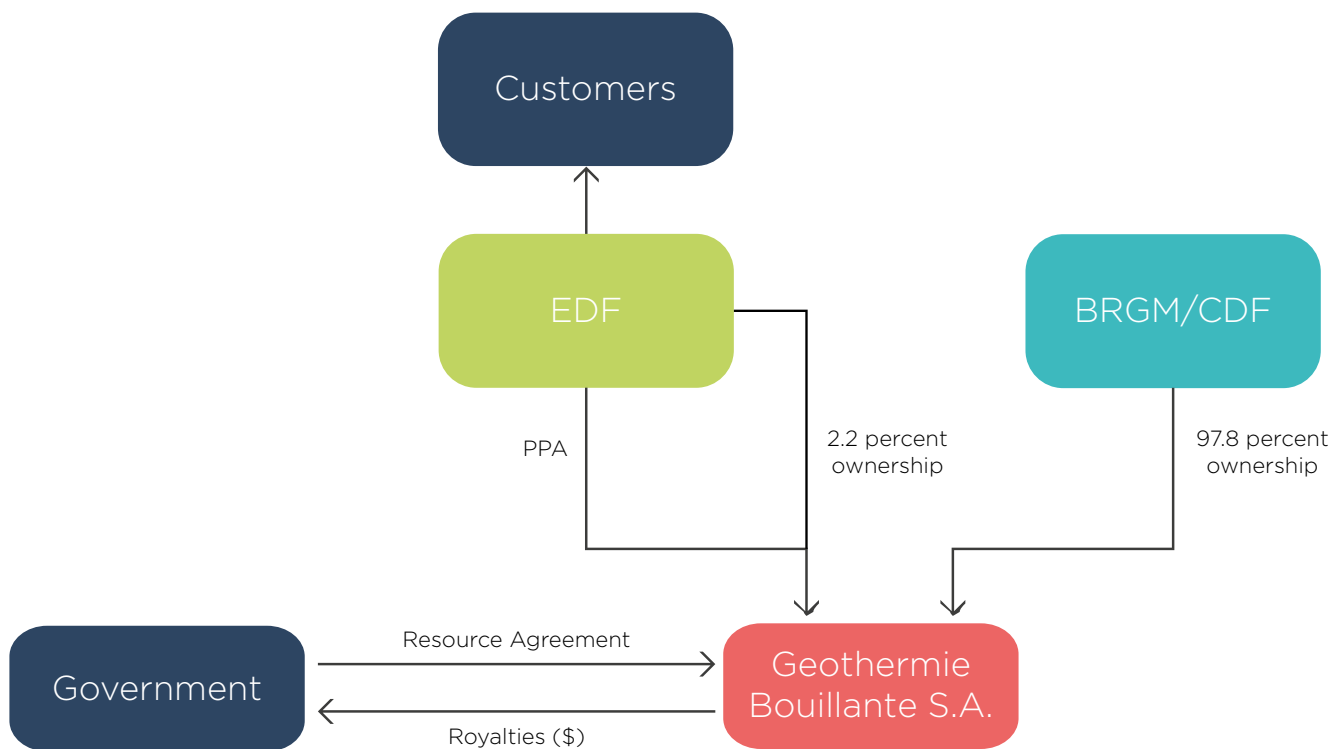 Customers
EDF
BRGM/CDF
PPA
2.2 percent
ownership
97.8 percent
ownership
Government
Resource Agreement
Royalties ($)
Geothermie
Bouillante S.A.